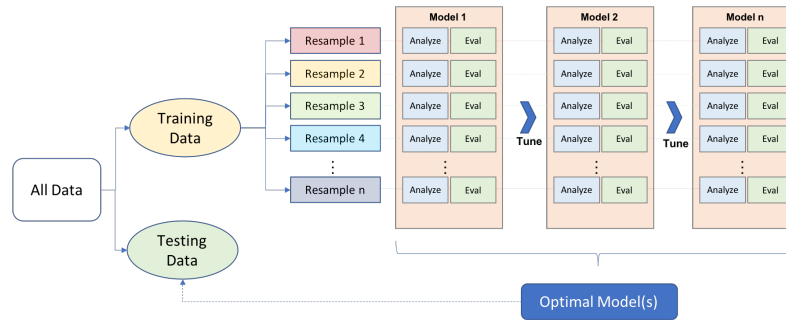 All Data
Training
Data
Testing
Data
Resample 1
Resample 2
Resample 3
Resample 4
⋮
Resample n
Model 1
Analyze Eval
Analyze Eval
Analyze Eval
Analyze Eval
⋮
Analyze Eval
Tune
Model 2
Analyze Eval
Analyze Eval
Analyze Eval
Analyze Eval
⋮
Analyze Eval
Tune
Model n
Analyze Eval
Analyze Eval
Analyze Eval
Analyze Eval
⋮
Analyze Eval
Optimal Model(s)